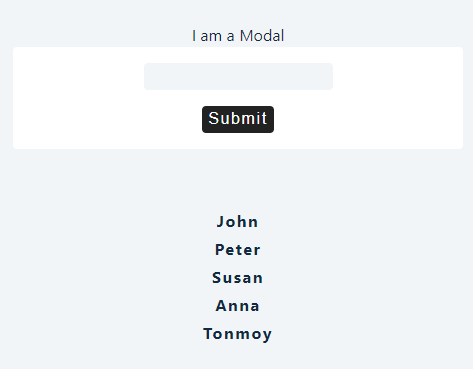 I am a Modal
Submit
John
Peter
Susan
Anna
Tonmoy